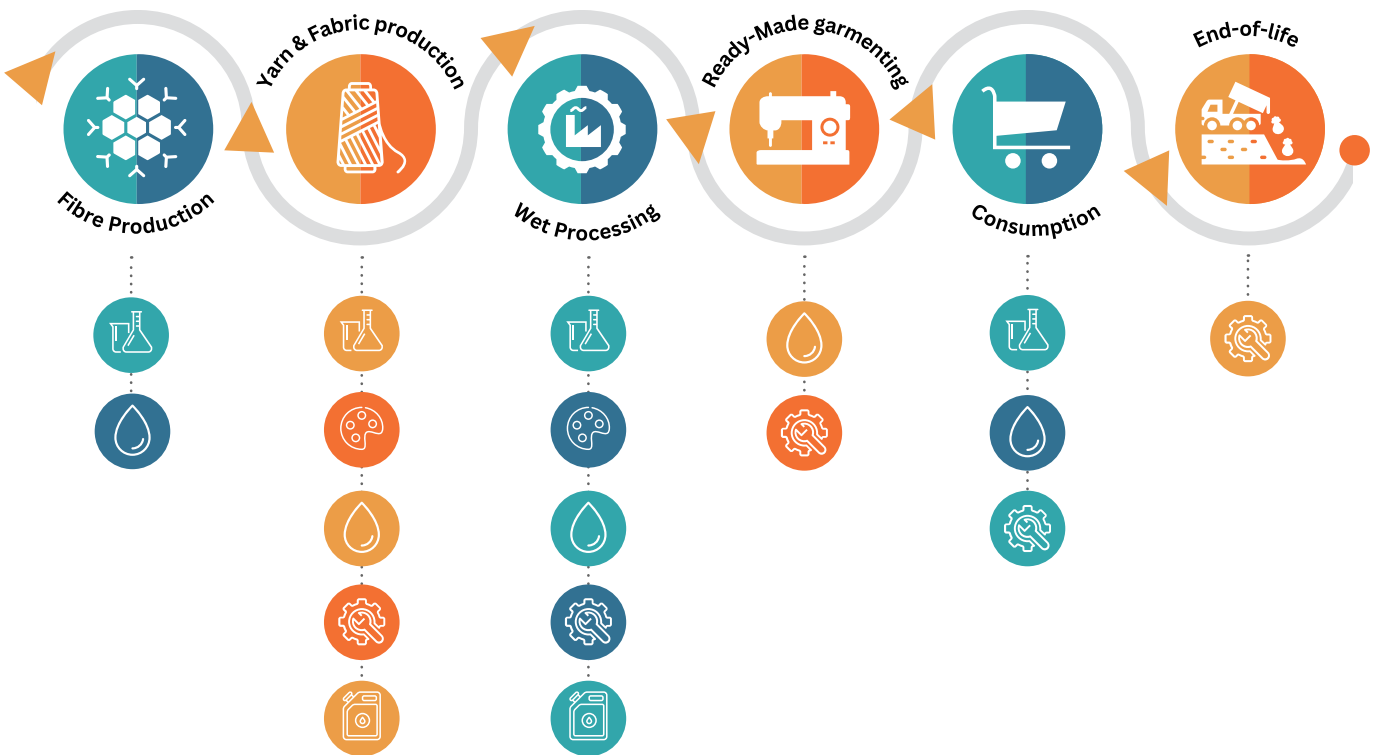 Fibre Production
Yarn & Fabric production
Wet Processing
Ready-Made garmenting
Consumption
End-of-life